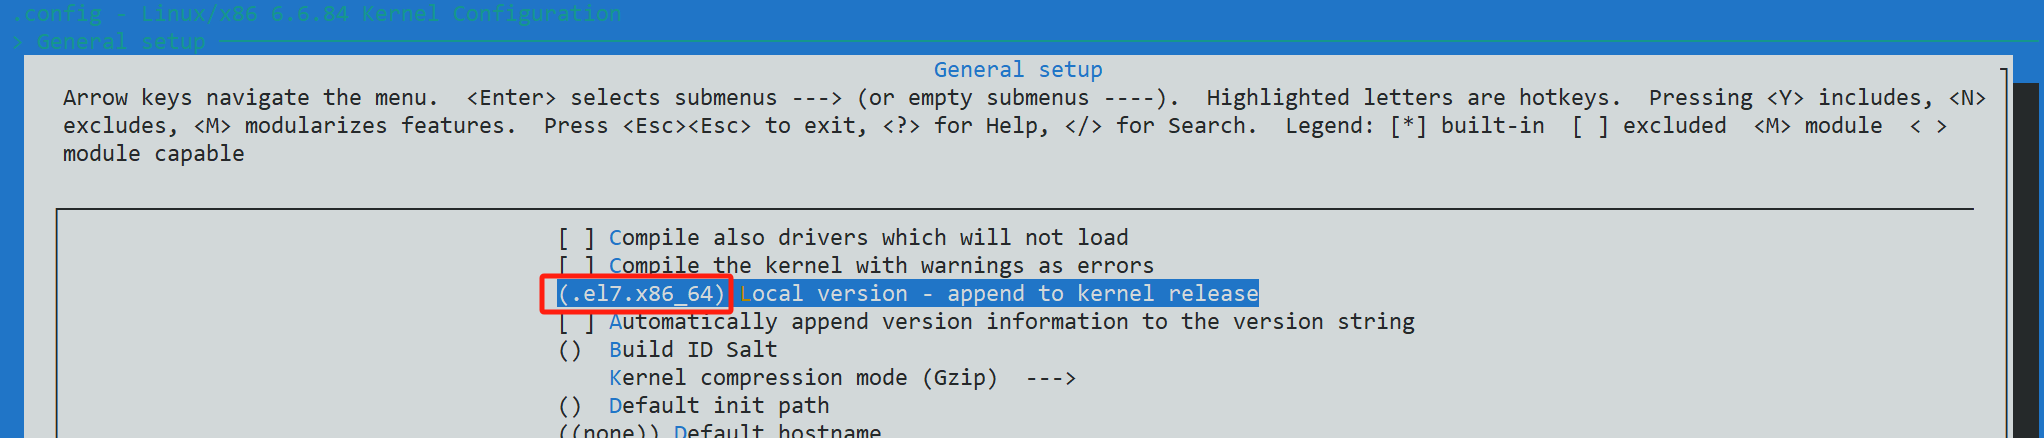 .config - Linux/x86 6.6.84 Kernel Configuration
> General setup
General setup
Arrow keys navigate the menu.  <Enter> selects submenus ---> (or empty submenus ----).  Highlighted letters are hotkeys.  Pressing <Y> includes, <N>
excludes, <M> modularizes features.  Press <Esc><Esc> to exit, <?> for Help, </> for Search.  Legend: [*] built-in  [ ] excluded  <M> module  < >
module capable
[ ] Compile also drivers which will not load
[ ] Compile the kernel with warnings as errors
(.el7.x86_64) Local version - append to kernel release
[ ] Automatically append version information to the version string
()  Build ID Salt
Kernel compression mode (Gzip)  --->
()  Default init path
((none)) Default hostname